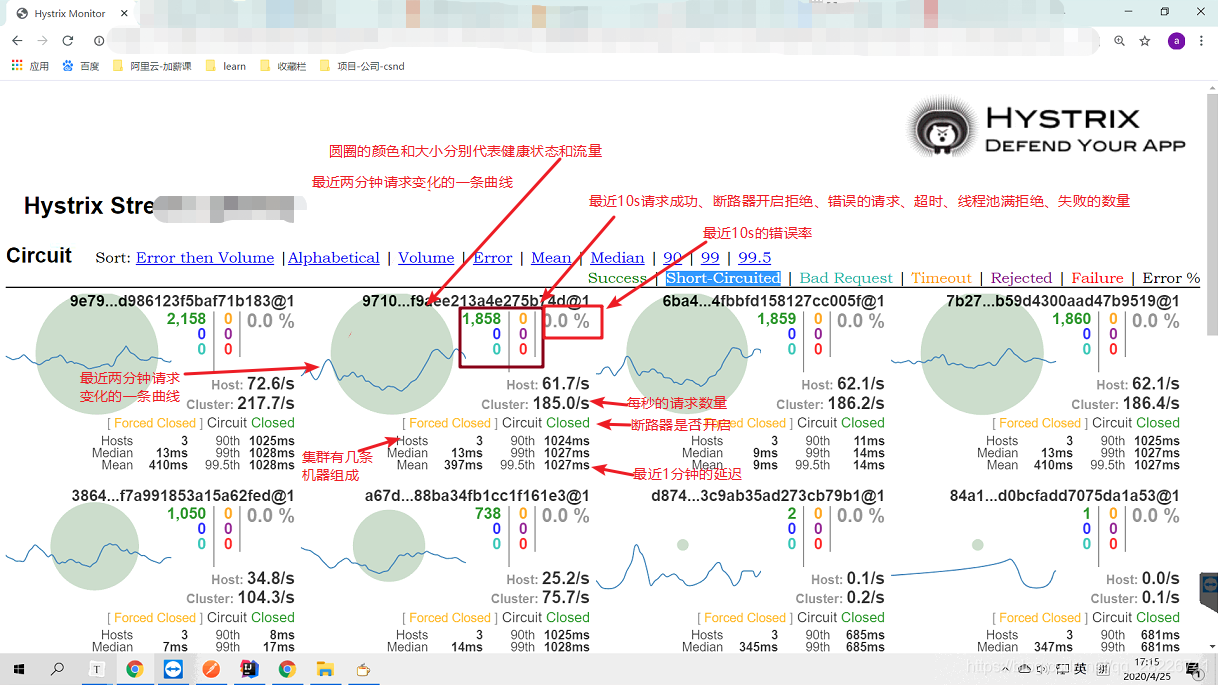 Hystrix Monitor
应用 百度 阿里云-加薪课 learn 收藏栏 项目-公司-csnd
HYSTRIX
DEFEND YOUR APP
圆圈的颜色和大小分别代表健康状态和流量
最近两分钟请求变化的一条曲线
Hystrix Stre
最近10s请求成功、断路器开启拒绝、错误的请求、超时、线程池满拒绝、失败的数量
最近10s的错误率
Circuit Sort: Error then Volume | Alphabetical | Volume | Error | Mean | Median | 90 | 99 | 99.5
Success | Short-Circuited | Bad Request | Timeout | Rejected | Failure | Error %
9e79...d986123f5baf71b183@1
2,158 0 0.0 %
0 0
0 0
Host: 72.6/s
Cluster: 217.7/s
[ Forced Closed ] Circuit Closed
Hosts 3 90th 1025ms
Median 13ms 99th 1028ms
Mean 410ms 99.5th 1028ms
最近两分钟请求
变化的一条曲线
1,858 0 0.0 %
0 0
0 0
Host: 61.7/s
Cluster: 185.0/s
每秒的请求数量
[ Forced Closed ] Circuit Closed
断路器是否开启
Hosts 3 90th 1024ms
Median 13ms 99th 1027ms
Mean 397ms 99.5th 1027ms
集群有几条
机器组成
最近1分钟的延迟
6ba4...4fbbfd158127cc005f@1
1,859 0 0.0 %
0 0
0 0
Host: 62.1/s
Cluster: 186.2/s
[ Forced Closed ] Circuit Closed
Hosts 3 90th 11ms
Median 9ms 99th 14ms
Mean 9ms 99.5th 14ms
7b27...b59d4300aad47b9519@1
1,860 0 0.0 %
0 0
0 0
Host: 62.1/s
Cluster: 186.4/s
[ Forced Closed ] Circuit Closed
Hosts 3 90th 1025ms
Median 13ms 99th 1027ms
Mean 410ms 99.5th 1028ms
3864...f7a991853a15a62fed@1
1,050 0 0.0 %
0 0
0 0
Host: 34.8/s
Cluster: 104.3/s
[ Forced Closed ] Circuit Closed
Hosts 3 90th 8ms
Median 7ms 99th 17ms
a67d...88ba34fb1cc1f161e3@1
738 0 0.0 %
0 0
0 0
Host: 25.2/s
Cluster: 75.7/s
[ Forced Closed ] Circuit Closed
Hosts 3 90th 1025ms
Median 14ms 99th 1028ms
d874...3c9ab35ad273cb79b1@1
2 0 0.0 %
0 0
0 0
Host: 0.1/s
Cluster: 0.2/s
[ Forced Closed ] Circuit Closed
Hosts 3 90th 685ms
Median 345ms 99th 685ms
84a1...d0bcfadd7075da1a53@1
1 0 0.0 %
0 0
0 0
Host: 0.0/s
Cluster: 0.1/s
[ Forced Closed ] Circuit Closed
Hosts 3 90th 681ms
Median 347ms 99th 681ms
英 拼
17:15
2020/4/25